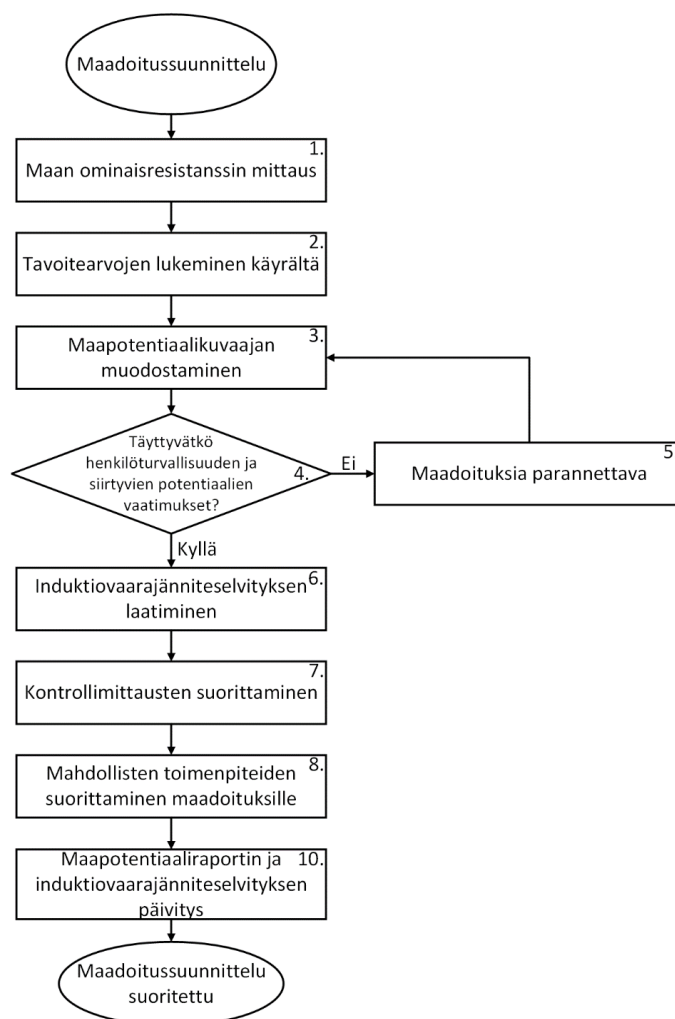 Maadoitussuunnittelu
1.
Maan ominaisresistanssin mittaus
2.
Tavoitearvojen lukeminen käyrältä
3.
Maapotentiaalikuvaajan
muodostaminen
Täyttyvätkö
henkilöturvallisuuden ja
siirtyvien potentiaalien
vaatimukset?
4.
Ei
5
Maadoituksia parannettava
Kyllä
6.
Induktiovaarajänniteselvityksen
laatiminen
7.
Kontrollimittausten suorittaminen
8.
Mahdollisten toimenpiteiden
suorittaminen maadoituksille
10.
Maapotentiaaliraportin ja
induktiovaarajänniteselvityksen
päivitys
Maadoitussuunnittelu
suoritettu